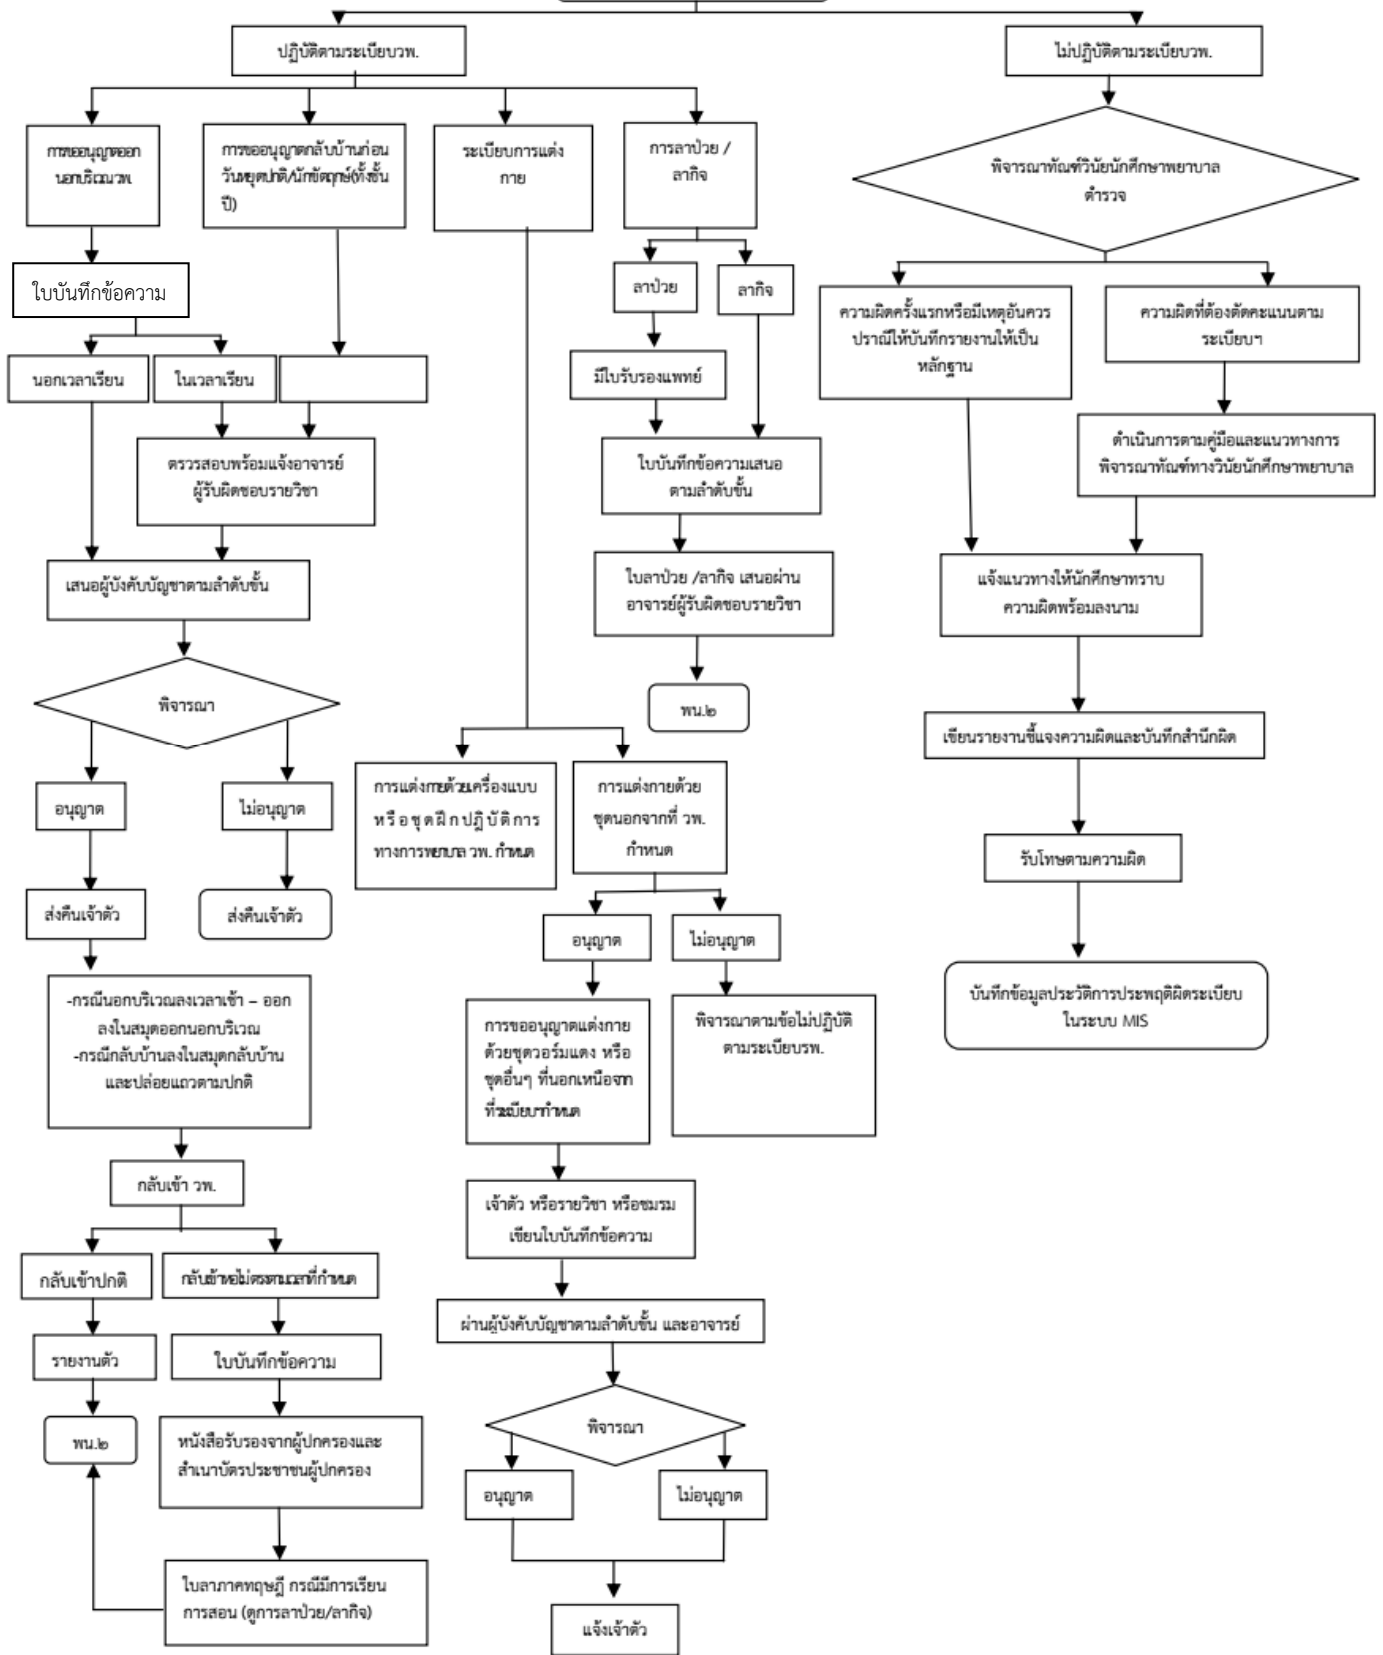 ปฏิบัติตามระเบียบวพ.
ไม่ปฏิบัติตามระเบียบวพ.
การขออนุญาตออก
นอกบริเวณวพ.
การขออนุญาตกลับบ้านก่อน
วันหยุดปกติ/นักขัตฤกษ์(ทั้งชั้น
ปี)
ระเบียบการแต่ง
กาย
การลาป่วย /
ลากิจ
พิจารณาทัณฑ์วินัยนักศึกษาพยาบาล
ตำรวจ
ใบบันทึกข้อความ
ลาป่วย
ลากิจ
ความผิดครั้งแรกหรือมีเหตุอันควร
ปราณีให้บันทึกรายงานให้เป็น
หลักฐาน
ความผิดที่ต้องตัดคะแนนตาม
ระเบียบฯ
นอกเวลาเรียน
ในเวลาเรียน
มีใบรับรองแพทย์
ตรวรสอบพร้อมแจ้งอาจารย์
ผู้รับผิดชอบรายวิชา
ใบบันทึกข้อความเสนอ
ตามลำดับขั้น
ดำเนินการตามคู่มือและแนวทางการ
พิจารณาทัณฑ์ทางวินัยนักศึกษาพยาบาล
เสนอผู้บังคับบัญชาตามลำดับขั้น
ใบลาป่วย /ลากิจ เสนอผ่าน
อาจารย์ผู้รับผิดชอบรายวิชา
แจ้งแนวทางให้นักศึกษาทราบ
ความผิดพร้อมลงนาม
พิจารณา
พน.๒
เขียนรายงานชี้แจงความผิดและบันทึกสำนึกผิด
อนุญาต
ไม่อนุญาต
การแต่งกายด้วยเครื่องแบบ
หรือชุดฝึกปฏิบัติการ
ทางการพยาบาล วพ. กำหนด
การแต่งกายด้วย
ชุดนอกจากที่ วพ.
กำหนด
รับโทษตามความผิด
ส่งคืนเจ้าตัว
ส่งคืนเจ้าตัว
อนุญาต
ไม่อนุญาต
-กรณีนอกบริเวณลงเวลาเข้า – ออก
ลงในสมุดออกนอกบริเวณ
-กรณีกลับบ้านลงในสมุดกลับบ้าน
และปล่อยแถวตามปกติ
การขออนุญาตแต่งกาย
ด้วยชุดวอร์มแดง หรือ
ชุดอื่นๆ ที่นอกเหนือจาก
ที่ระเบียบฯกำหนด
พิจารณาตามข้อไม่ปฏิบัติ
ตามระเบียบรพ.
บันทึกข้อมูลประวัติการประพฤติผิดระเบียบ
ในระบบ MIS
กลับเข้า วพ.
เจ้าตัว หรือรายวิชา หรือชมรม
เขียนใบบันทึกข้อความ
กลับเข้าปกติ
กลับเข้าหอไม่ตรงตามเวลาที่กำหนด
ผ่านผู้บังคับบัญชาตามลำดับขั้น และอาจารย์
รายงานตัว
ใบบันทึกข้อความ
พน.๒
หนังสือรับรองจากผู้ปกครองและ
สำเนาบัตรประชาชนผู้ปกครอง
พิจารณา
อนุญาต
ไม่อนุญาต
ใบลาภาคทฤษฎี กรณีมีการเรียน
การสอน (ดูการลาป่วย/ลากิจ)
แจ้งเจ้าตัว